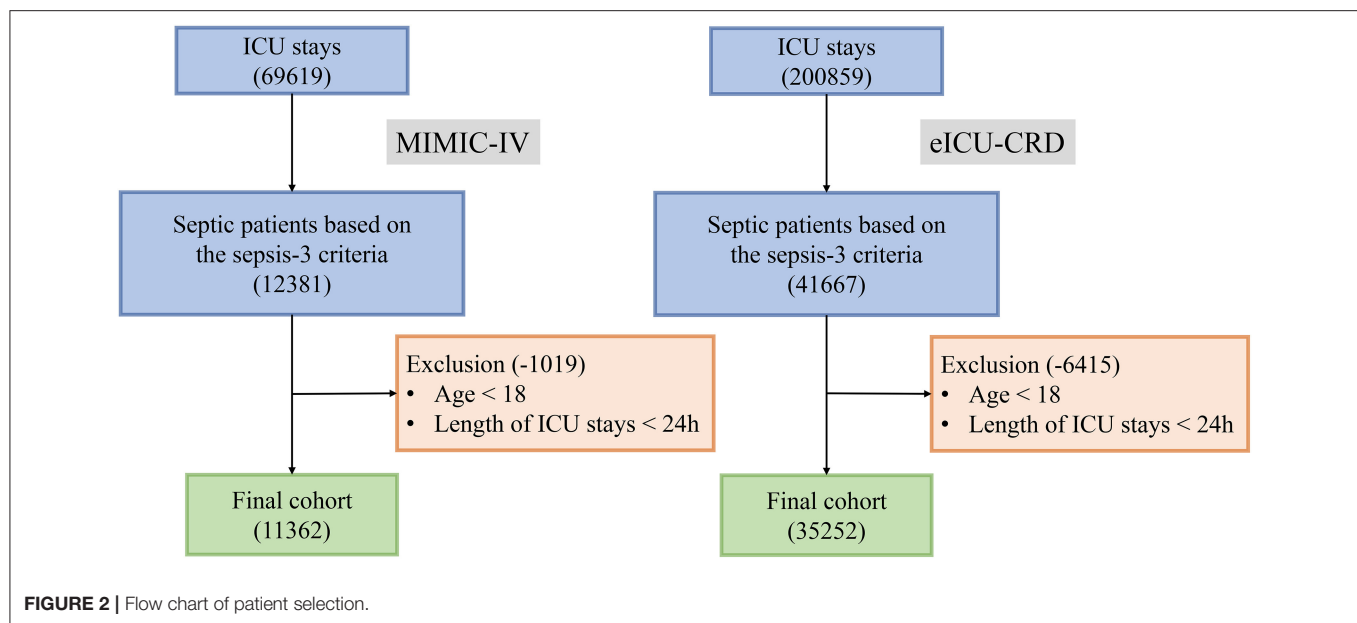 ICU stays
(69619)
MIMIC-IV
Septic patients based on
the sepsis-3 criteria
(12381)
Exclusion (-1019)
• Age < 18
• Length of ICU stays < 24h
Final cohort
(11362)
ICU stays
(200859)
eICU-CRD
Septic patients based on
the sepsis-3 criteria
(41667)
Exclusion (-6415)
• Age < 18
• Length of ICU stays < 24h
Final cohort
(35252)
FIGURE 2 | Flow chart of patient selection.